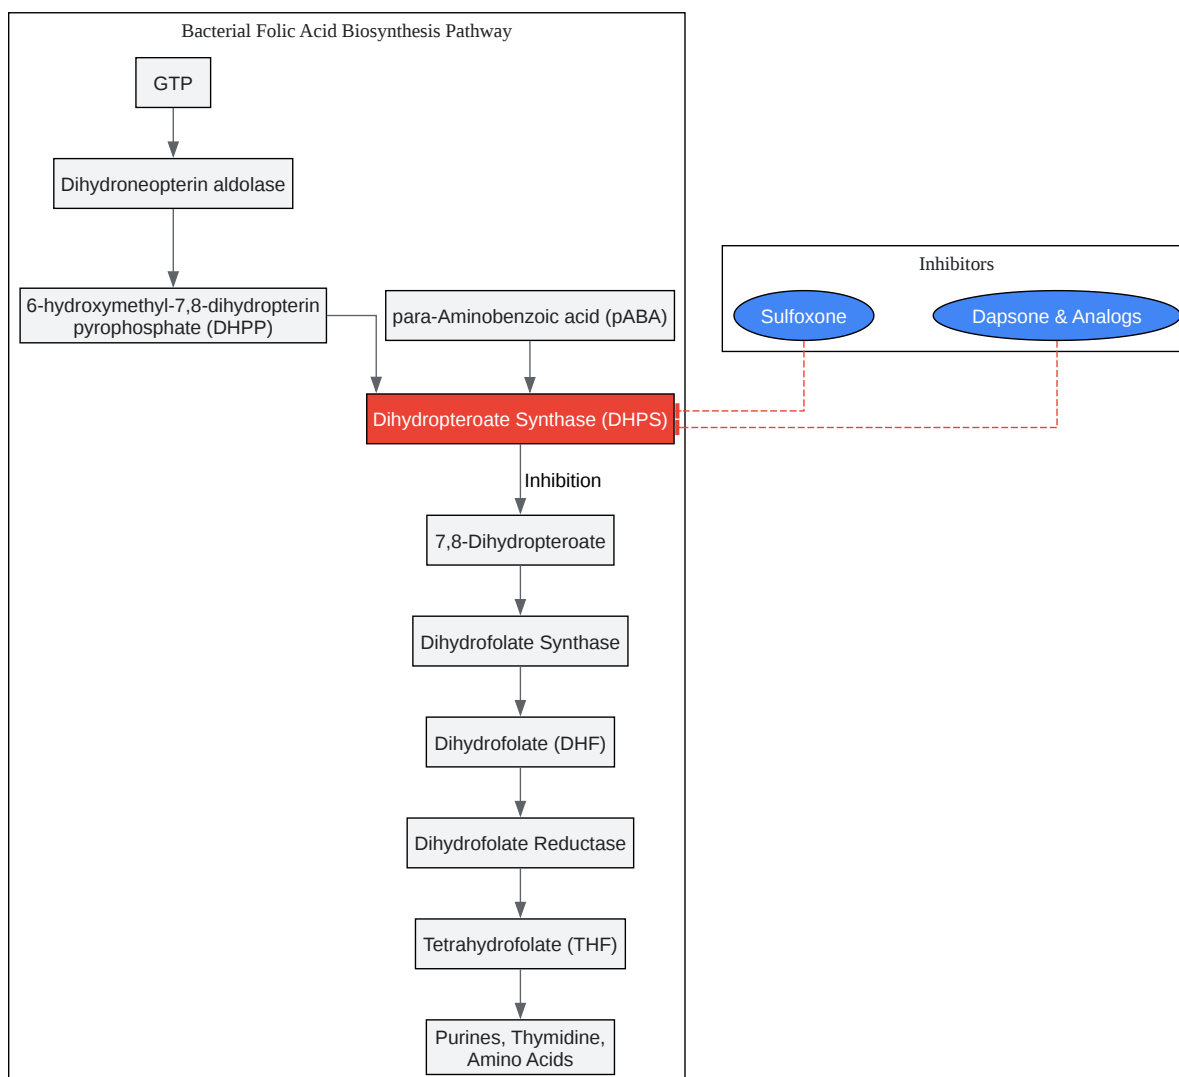 Bacterial Folic Acid Biosynthesis Pathway
GTP
Dihydroneopterin aldolase
6-hydroxymethyl-7,8-dihydropterin
pyrophosphate (DHPP)
para-Aminobenzoic acid (pABA)
Inhibitors
Sulfoxone
Dapsone & Analogs
Dihydropteroate Synthase (DHPS)
Inhibition
7,8-Dihydropteroate
Dihydrofolate Synthase
Dihydrofolate (DHF)
Dihydrofolate Reductase
Tetrahydrofolate (THF)
Purines, Thymidine,
Amino Acids